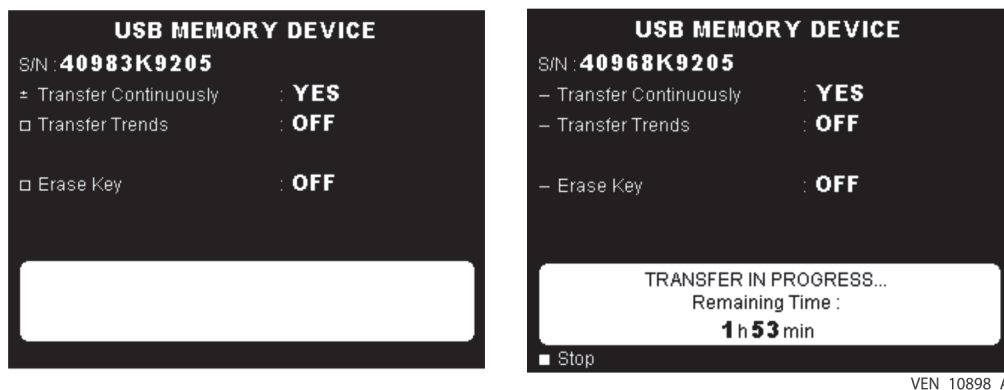 USB MEMORY DEVICE
S/N : 40983K9205
± Transfer Continuously : YES
Transfer Trends : OFF
Erase Key : OFF
USB MEMORY DEVICE
S/N : 40968K9205
– Transfer Continuously : YES
– Transfer Trends : OFF
– Erase Key : OFF
TRANSFER IN PROGRESS...
Remaining Time :
1 h 53 min
Stop
VEN 10898